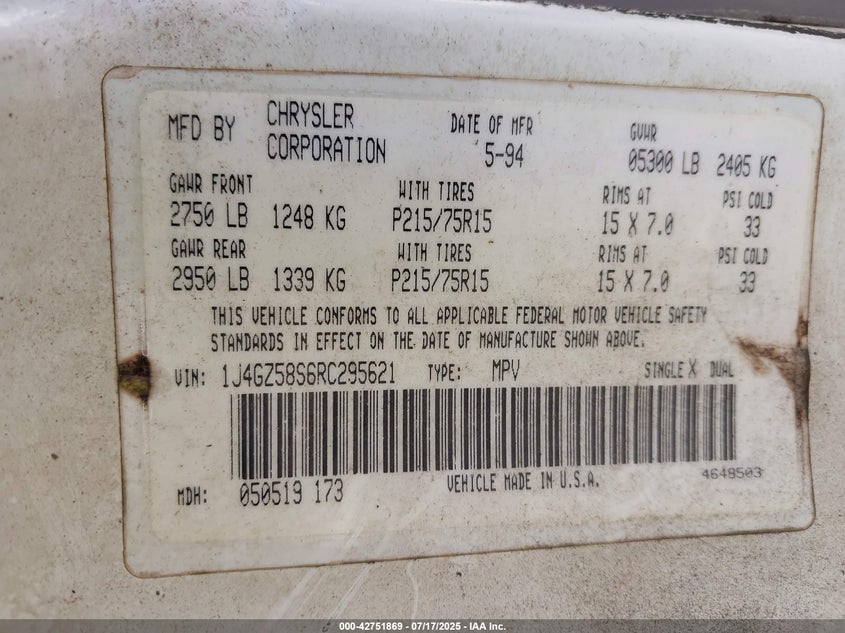 MFD BY CHRYSLER CORPORATION DATE OF MFR 5-94 GVWR 05300 LB 2405 KG
GAWR FRONT WITH TIRES RIMS AT PSI COLD
2750 LB 1248 KG P215/75R15 15 X 7.0 33
GAWR REAR WITH TIRES RIMS AT PSI COLD
2950 LB 1339 KG P215/75R15 15 X 7.0 33
THIS VEHICLE CONFORMS TO ALL APPLICABLE FEDERAL MOTOR VEHICLE SAFETY
STANDARDS IN EFFECT ON THE DATE OF MANUFACTURE SHOWN ABOVE.
VIN: 1J4GZ58S6RC295621 TYPE: MPV SINGLE X DUAL
4648503
MDH: 050519 173 VEHICLE MADE IN U.S.A.
000-42751869 - 07/17/2025 - IAA Inc.